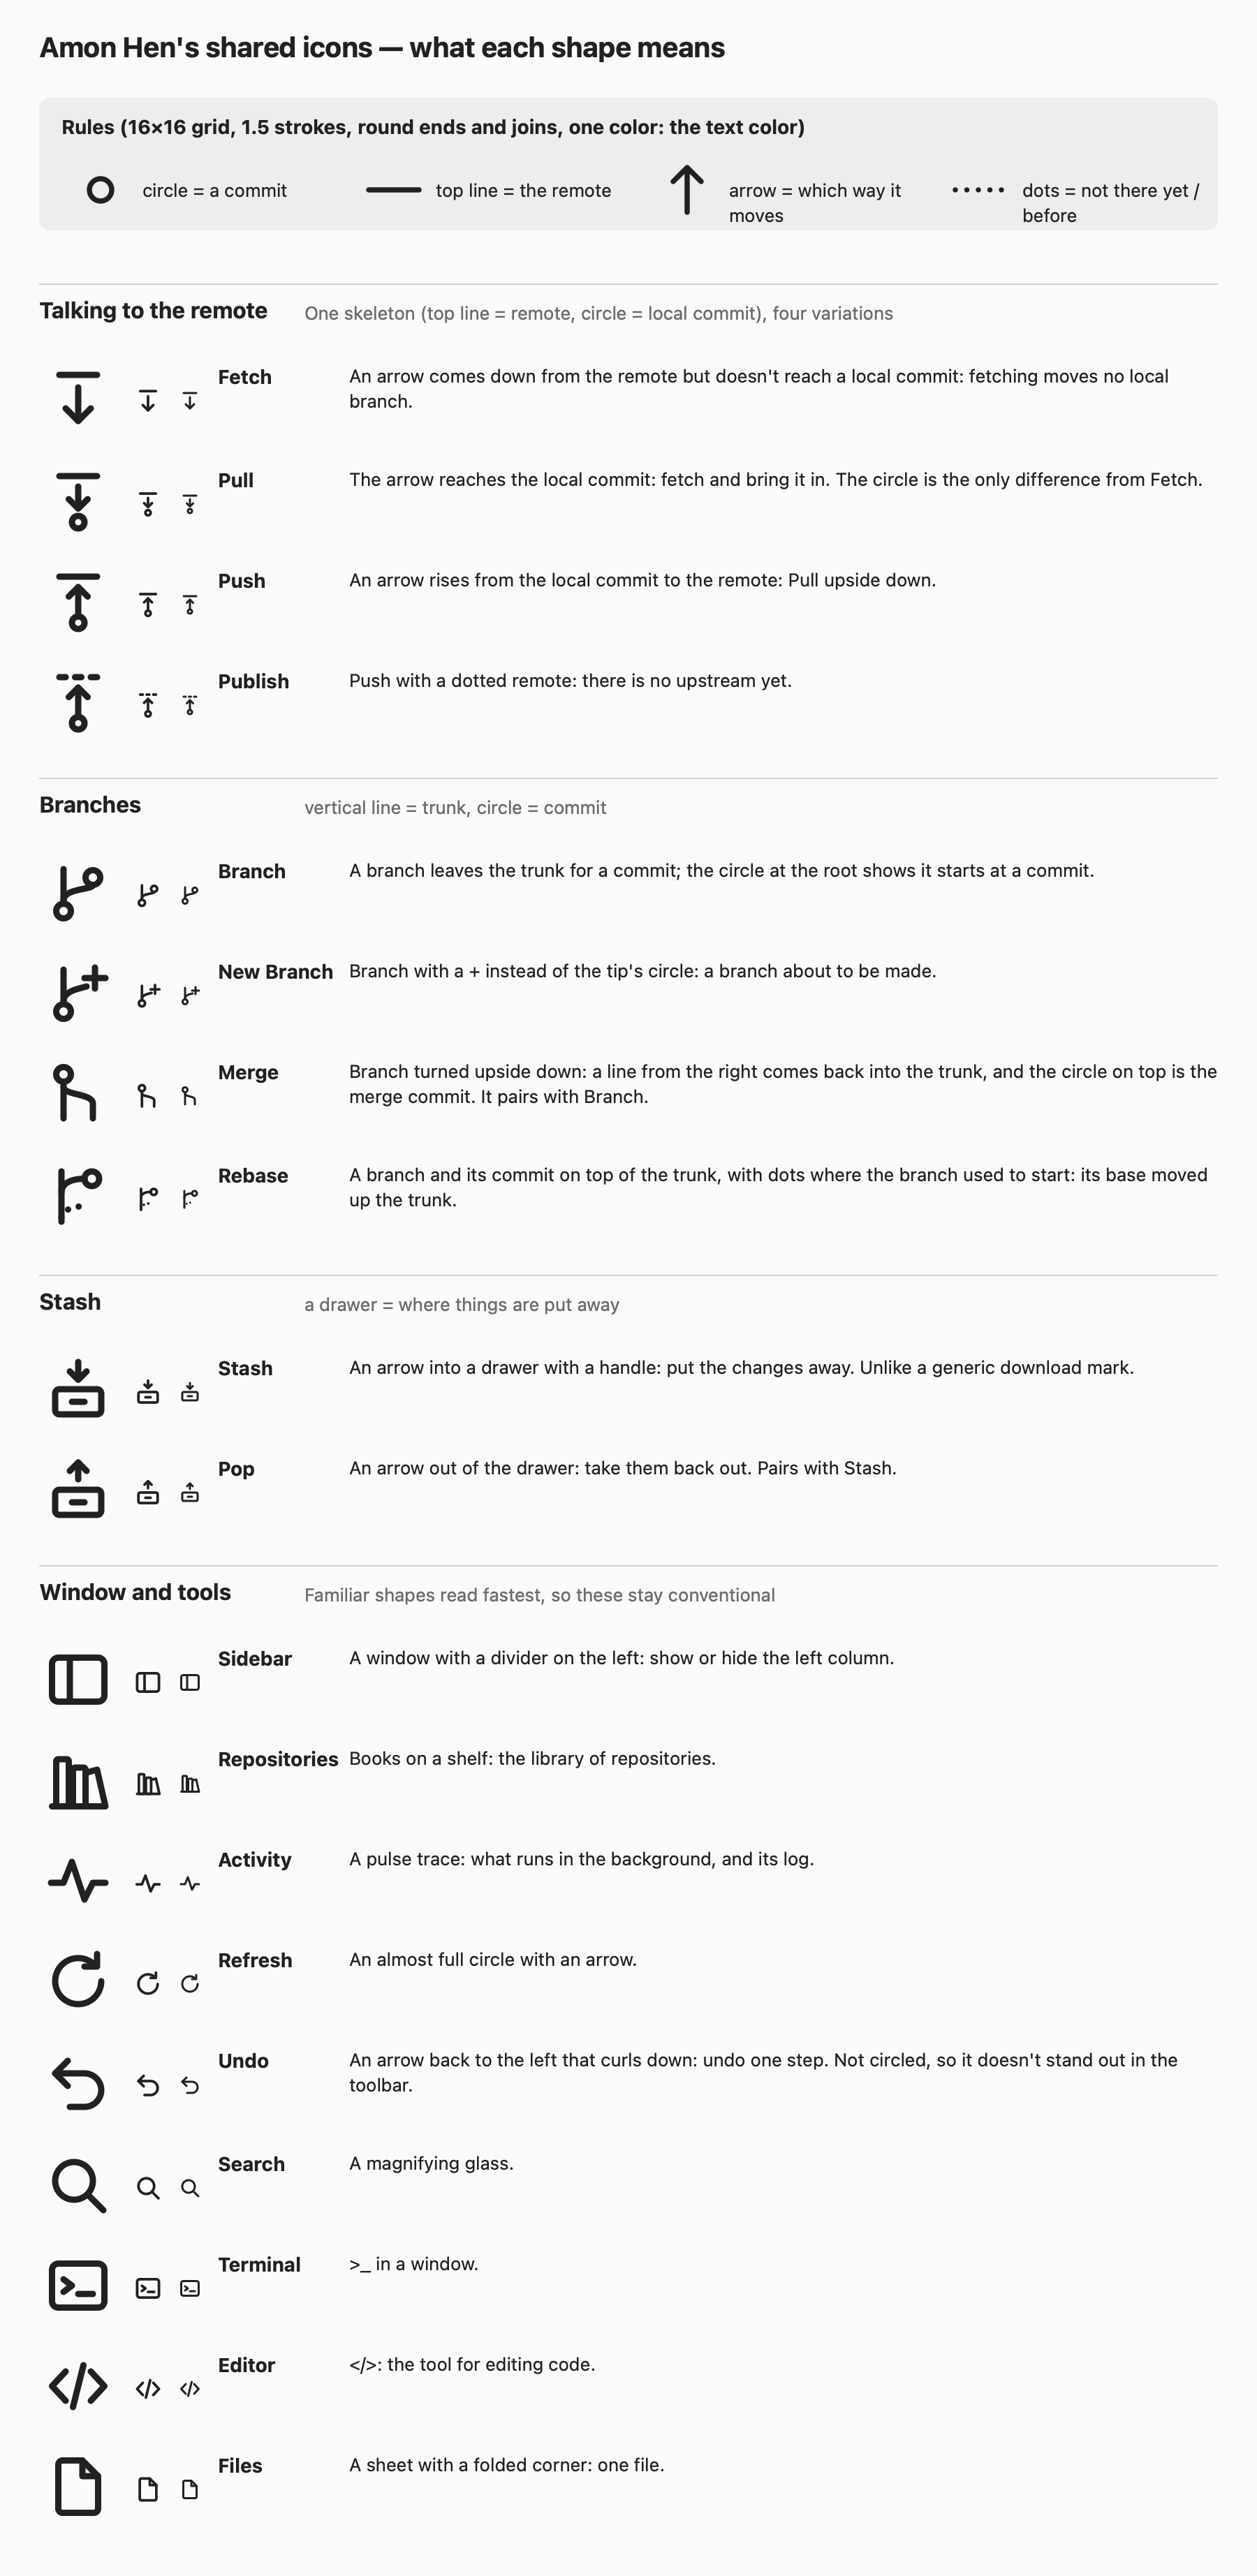 Amon Hen's shared icons — what each shape means
Rules (16×16 grid, 1.5 strokes, round ends and joins, one color: the text color)
circle = a commit
top line = the remote
arrow = which way it
moves
dots = not there yet /
before
Talking to the remote
One skeleton (top line = remote, circle = local commit), four variations
Fetch
An arrow comes down from the remote but doesn't reach a local commit: fetching moves no local
branch.
Pull
The arrow reaches the local commit: fetch and bring it in. The circle is the only difference from Fetch.
Push
An arrow rises from the local commit to the remote: Pull upside down.
Publish
Push with a dotted remote: there is no upstream yet.
Branches
vertical line = trunk, circle = commit
Branch
A branch leaves the trunk for a commit; the circle at the root shows it starts at a commit.
New Branch
Branch with a + instead of the tip's circle: a branch about to be made.
Merge
Branch turned upside down: a line from the right comes back into the trunk, and the circle on top is the
merge commit. It pairs with Branch.
Rebase
A branch and its commit on top of the trunk, with dots where the branch used to start: its base moved
up the trunk.
Stash
a drawer = where things are put away
Stash
An arrow into a drawer with a handle: put the changes away. Unlike a generic download mark.
Pop
An arrow out of the drawer: take them back out. Pairs with Stash.
Window and tools
Familiar shapes read fastest, so these stay conventional
Sidebar
A window with a divider on the left: show or hide the left column.
Repositories
Books on a shelf: the library of repositories.
Activity
A pulse trace: what runs in the background, and its log.
Refresh
An almost full circle with an arrow.
Undo
An arrow back to the left that curls down: undo one step. Not circled, so it doesn't stand out in the
toolbar.
Search
A magnifying glass.
Terminal
>_ in a window.
Editor
</>: the tool for editing code.
Files
A sheet with a folded corner: one file.